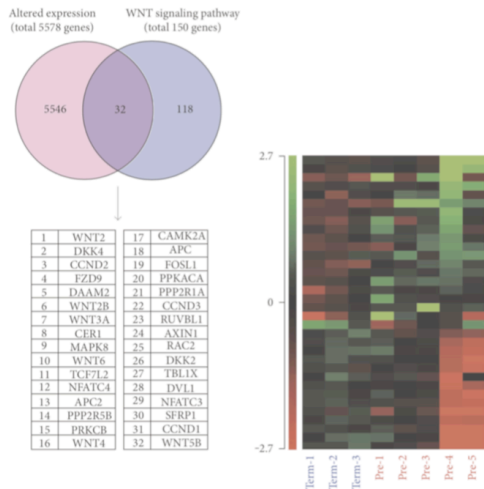 Altered expression
(total 5578 genes)
WNT signaling pathway
(total 150 genes)
5546
32
118
1 WNT2
2 DKK4
3 CCND2
4 FZD9
5 DAAM2
6 WNT2B
7 WNT3A
8 CER1
9 MAPK8
10 WNT6
11 TCF7L2
12 NFATC4
13 APC2
14 PPP2R5B
15 PRKCB
16 WNT4
17 CAMK2A
18 APC
19 FOSL1
20 PPKACA
21 PPP2R1A
22 CCND3
23 RUVBL1
24 AXIN1
25 RAC2
26 DKK2
27 TBL1X
28 DVL1
29 NFATC3
30 SFRP1
31 CCND1
32 WNT5B
2.7
0
−2.7
Term-1
Term-2
Term-3
Pre-1
Pre-2
Pre-3
Pre-4
Pre-5